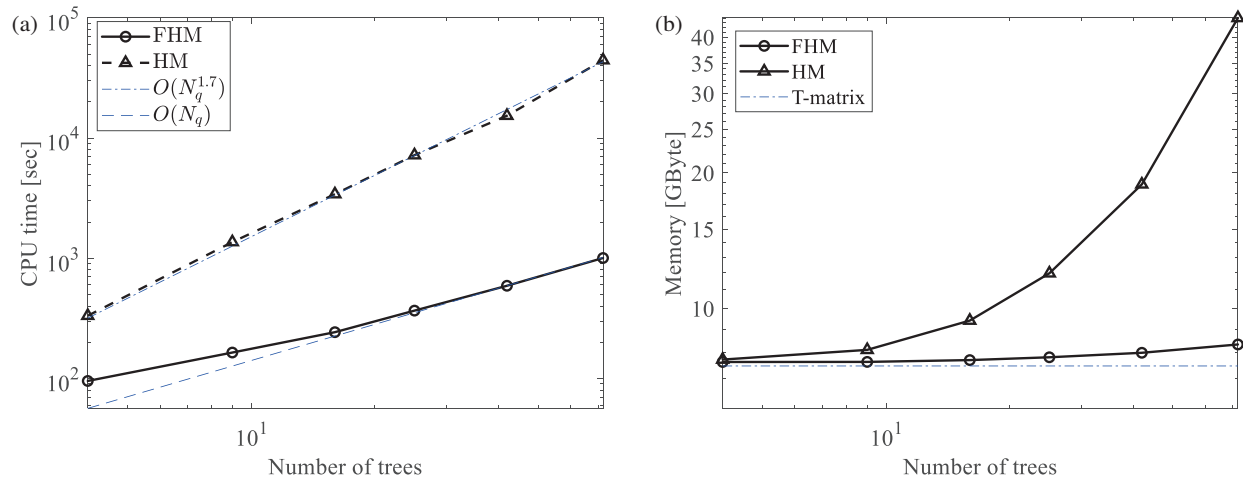 (a)
10^5
10^4
10^3
10^2
CPU time [sec]
FHM
HM
O(N_q^{1.7})
O(N_q)
10^1
Number of trees
(b)
40
35
30
25
20
15
10
Memory [GByte]
FHM
HM
T-matrix
10^1
Number of trees